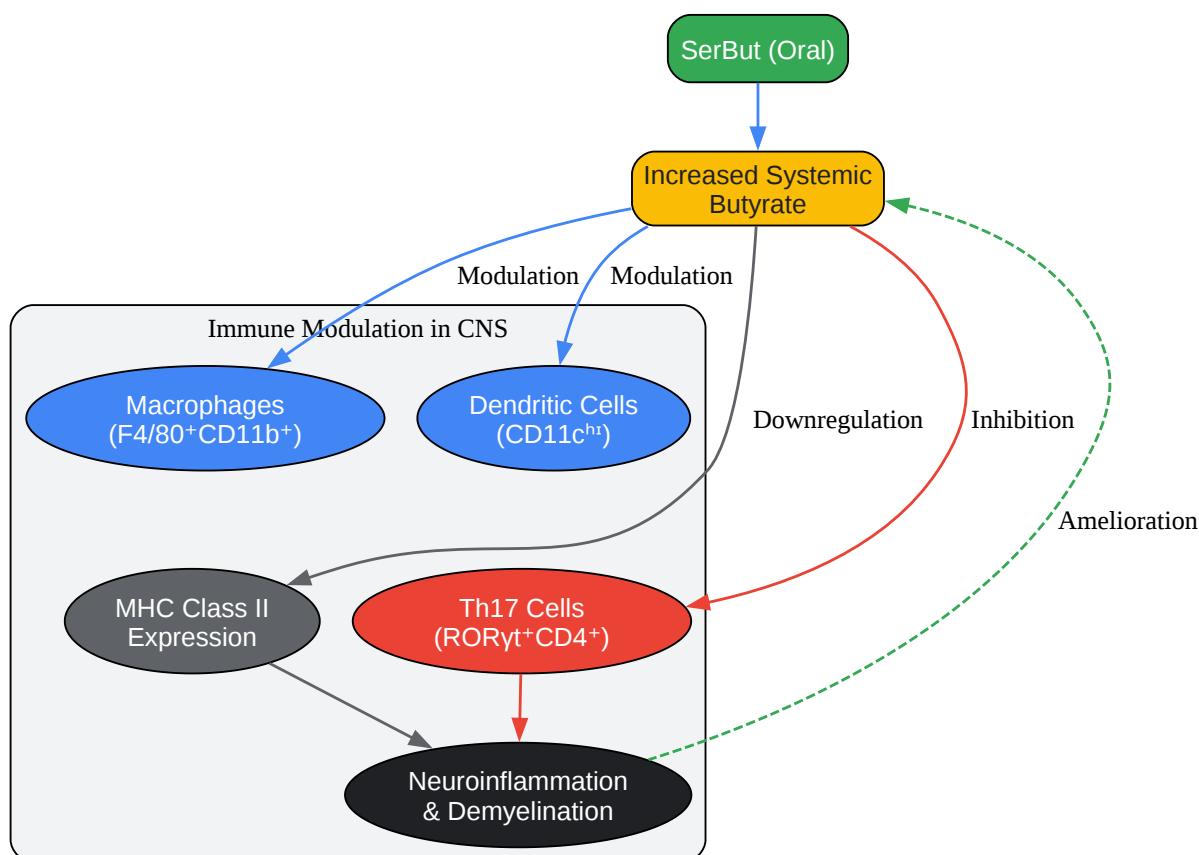 SerBut (Oral)
Increased Systemic
Butyrate
Modulation
Modulation
Immune Modulation in CNS
Macrophages
(F4/80⁺CD11b⁺)
Dendritic Cells
(CD11cʰᶦ)
Downregulation
Inhibition
Amelioration
MHC Class II
Expression
Th17 Cells
(RORγt⁺CD4⁺)
Neuroinflammation
& Demyelination